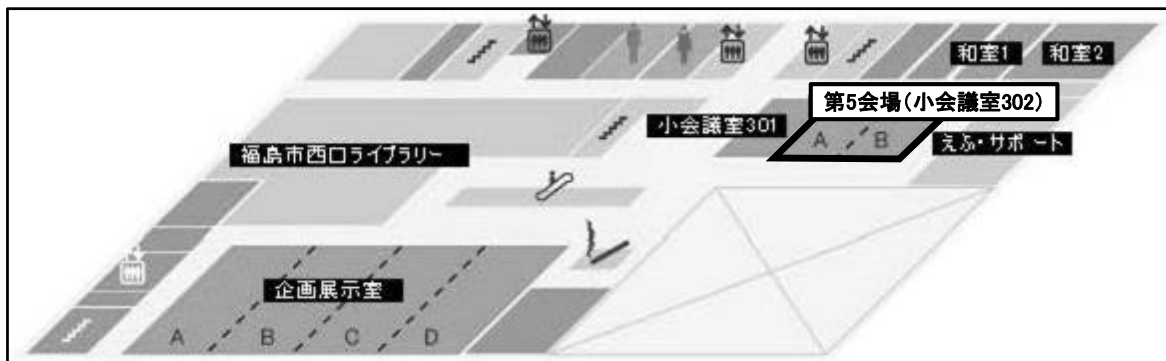 和室1
和室2
第5会場(小会議室302)
小会議室301
A
B
えふ・サポート
福島市西口ライブラリー
企画展示室
A
B
C
D